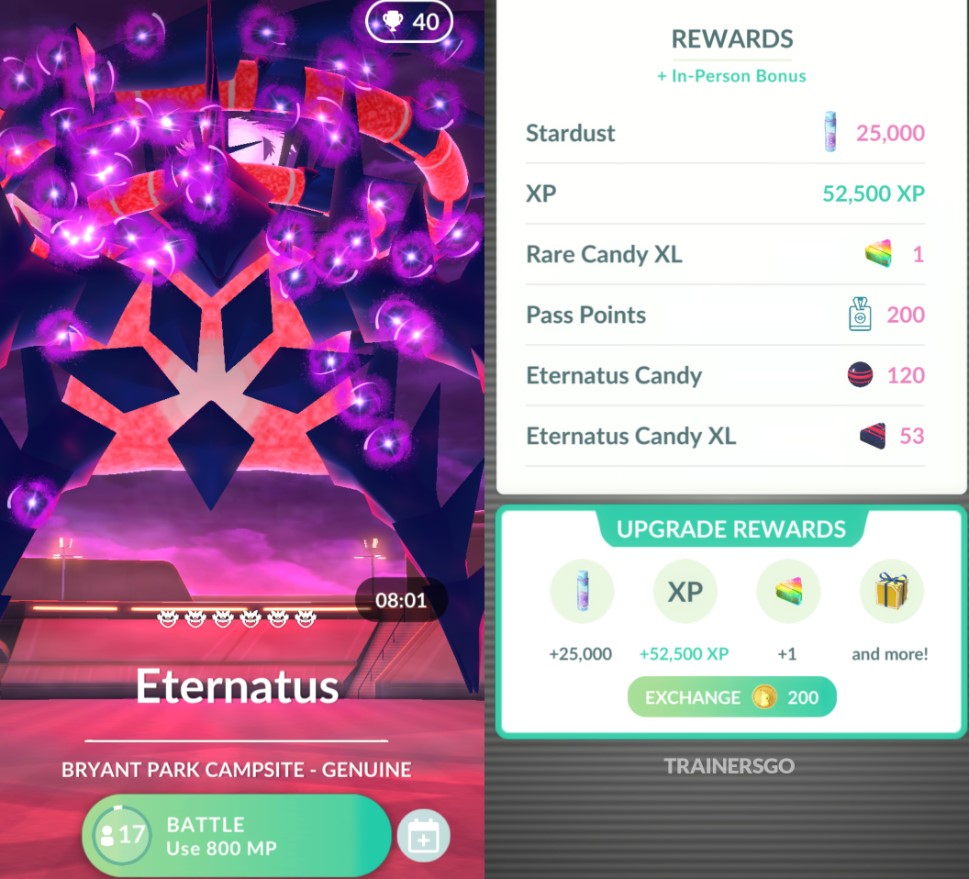 40
08:01
Eternatus
BRYANT PARK CAMPSITE - GENUINE
17
BATTLE
Use 800 MP
REWARDS
+ In-Person Bonus
Stardust 25,000
XP 52,500 XP
Rare Candy XL 1
Pass Points 200
Eternatus Candy 120
Eternatus Candy XL 53
UPGRADE REWARDS
XP
+25,000 +52,500 XP +1 and more!
EXCHANGE 200
TRAINERSGO